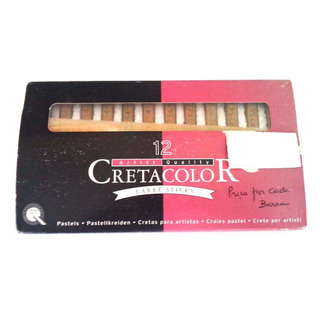 12
Artist Quality
CRETACOLOR
CARRÉ STICKS
Preço por cada
Barra
Pastels • Pastellkreiden • Cretas para artistas • Craies pastel • Crete per artisti